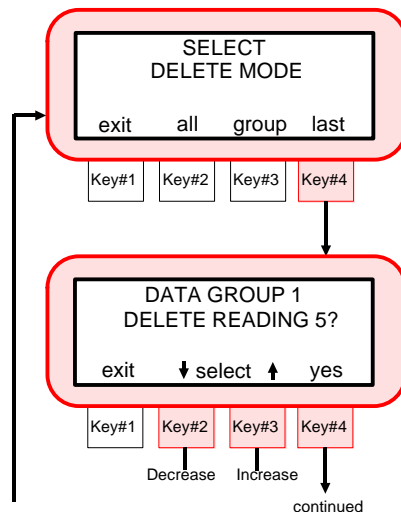 SELECT
DELETE MODE
exit all group last
Key#1 Key#2 Key#3 Key#4
DATA GROUP 1
DELETE READING 5?
exit select yes
Key#1 Key#2 Key#3 Key#4
Decrease Increase
continued